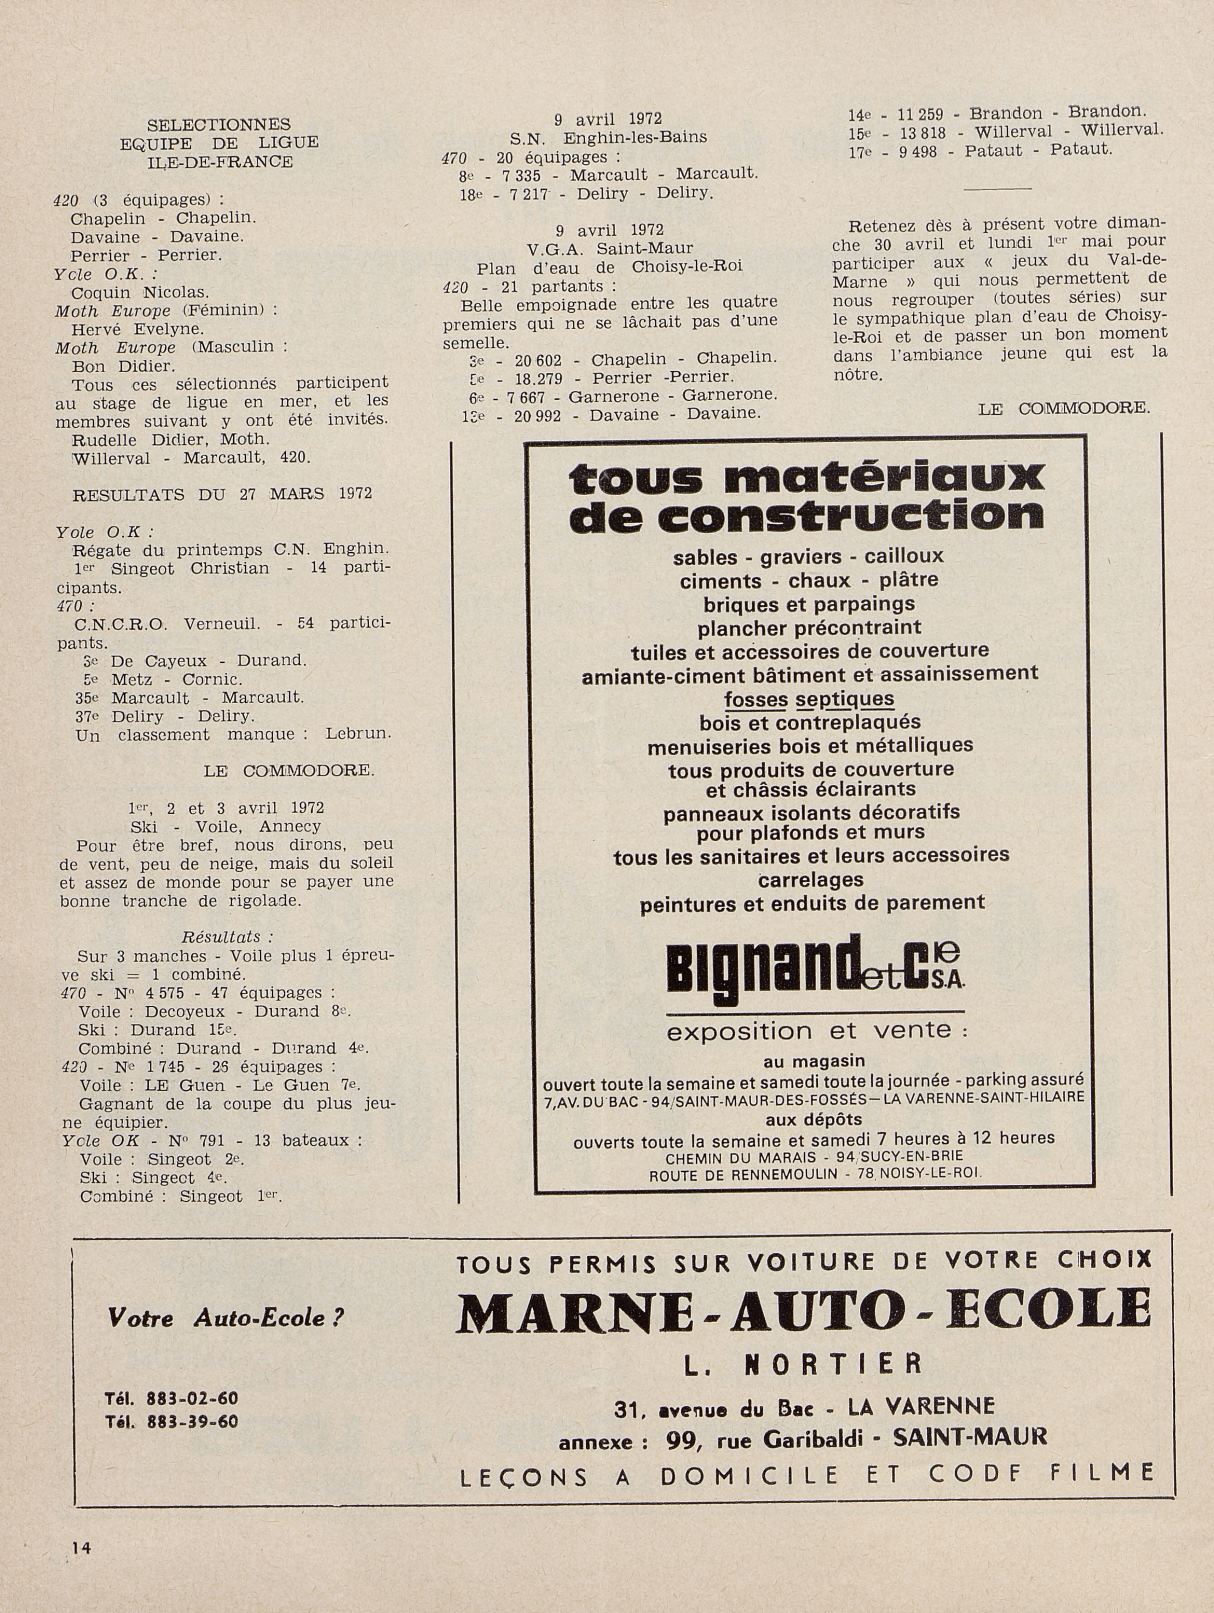 SELECTIONNES
EQUIPE DE LIGUE
ILE-DE-FRANCE
420 (3 équipages) :
Chapelin - Chapelin.
Davaine - Davaine.
Perrier - Perrier.
Yole O.K. :
Coquin Nicolas.
Moth Europe (Féminin) :
Hervé Evelyne.
Moth Europe (Masculin :
Bon Didier.
Tous ces sélectionnés participent
au stage de ligue en mer, et les
membres suivant y ont été invités.
Rudelle Didier, Moth.
Willerval - Marcault, 420.
RESULTATS DU 27 MARS 1972
Yole O.K :
Régate du printemps C.N. Enghin.
1er Singeot Christian - 14 parti-
cipants.
470 :
C.N.C.R.O. Verneuil. - 54 partici-
pants.
3e De Cayeux - Durand.
5e Metz - Cornic.
35e Marcault - Marcault.
37e Deliry - Deliry.
Un classement manque : Lebrun.
LE COMMODORE.
1er, 2 et 3 avril 1972
Ski - Voile, Annecy
Pour être bref, nous dirons, peu
de vent, peu de neige, mais du soleil
et assez de monde pour se payer une
bonne tranche de rigolade.
Résultats :
Sur 3 manches - Voile plus 1 épreu-
ve ski = 1 combiné.
470 - No 4 575 - 47 équipages :
Voile : Decoyeux - Durand 8e.
Ski : Durand 15e.
Combiné : Durand - Durand 4e.
420 - Ne 1 745 - 26 équipages :
Voile : LE Guen - Le Guen 7e.
Gagnant de la coupe du plus jeu-
ne équipier.
Yole OK - No 791 - 13 bateaux :
Voile : Singeot 2e.
Ski : Singeot 4e.
Combiné : Singeot 1er.
9 avril 1972
S.N. Enghin-les-Bains
470 - 20 équipages :
8e - 7 335 - Marcault - Marcault.
18e - 7 217 - Deliry - Deliry.
9 avril 1972
V.G.A. Saint-Maur
Plan d'eau de Choisy-le-Roi
420 - 21 partants :
Belle empoignade entre les quatre
premiers qui ne se lâchait pas d'une
semelle.
3e - 20 602 - Chapelin - Chapelin.
5e - 18.279 - Perrier -Perrier.
6e - 7 667 - Garnerone - Garnerone.
- 20 992 - Davaine - Davaine.
14e - 11 259 - Brandon - Brandon.
15e - 13 818 - Willerval - Willerval.
17e - 9 498 - Pataut - Pataut.
Retenez dès à présent votre diman-
che 30 avril et lundi 1er mai pour
participer aux « jeux du Val-de-
Marne » qui nous permettent de
nous regrouper (toutes séries) sur
le sympathique plan d'eau de Choisy-
le-Roi et de passer un bon moment
dans l'ambiance jeune qui est la
nôtre.
LE COMMODORE.
tous matériaux
de construction
sables - graviers - cailloux
ciments - chaux - plâtre
briques et parpaings
plancher précontraint
tuiles et accessoires de couverture
amiante-ciment bâtiment et assainissement
fosses septiques
bois et contreplaqués
menuiseries bois et métalliques
tous produits de couverture
et châssis éclairants
panneaux isolants décoratifs
pour plafonds et murs
tous les sanitaires et leurs accessoires
carrelages
peintures et enduits de parement
Bignand et Cie S.A.
exposition et vente :
au magasin
ouvert toute la semaine et samedi toute la journée - parking assuré
7, AV. DU BAC - 94/SAINT-MAUR-DES-FOSSÉS — LA VARENNE-SAINT-HILAIRE
aux dépôts
ouverts toute la semaine et samedi 7 heures à 12 heures
CHEMIN DU MARAIS - 94/SUCY-EN-BRIE
ROUTE DE RENNEMOULIN - 78/NOISY-LE-ROI.
Votre Auto-Ecole ?
Tél. 883-02-60
Tél. 883-39-60
TOUS PERMIS SUR VOITURE DE VOTRE CHOIX
MARNE-AUTO-ECOLE
L. NORTIER
31, avenue du Bac - LA VARENNE
annexe : 99, rue Garibaldi - SAINT-MAUR
LEÇONS A DOMICILE ET CODE FILME
14